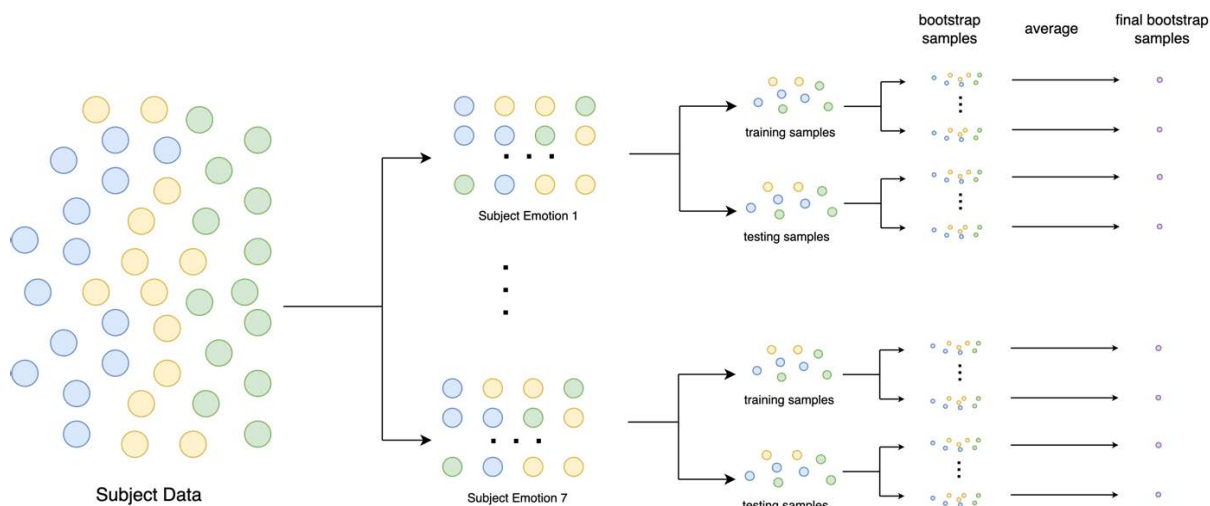 bootstrap
samples
average
final bootstrap
samples
training samples
Subject Emotion 1
testing samples
training samples
Subject Data
Subject Emotion 7
testing samples